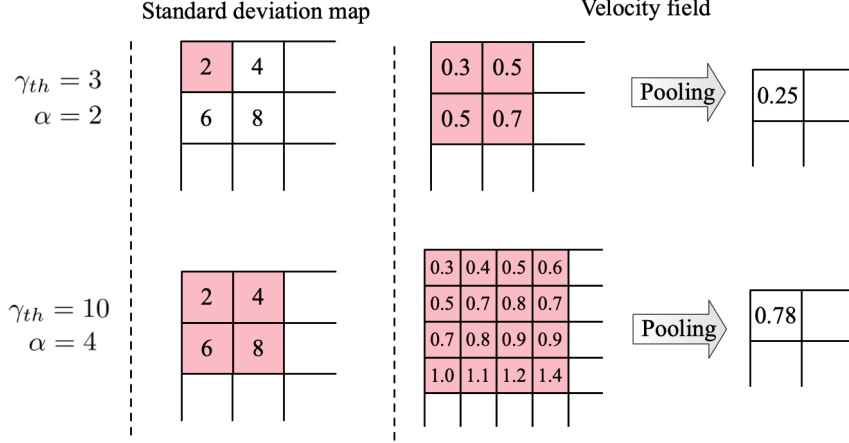 Standard deviation map
Velocity field
γth = 3
α = 2
2 4
6 8
0.3 0.5
0.5 0.7
Pooling
0.25
γth = 10
α = 4
2 4
6 8
0.3 0.4 0.5 0.6
0.5 0.7 0.8 0.7
0.7 0.8 0.9 0.9
1.0 1.1 1.2 1.4
Pooling
0.78